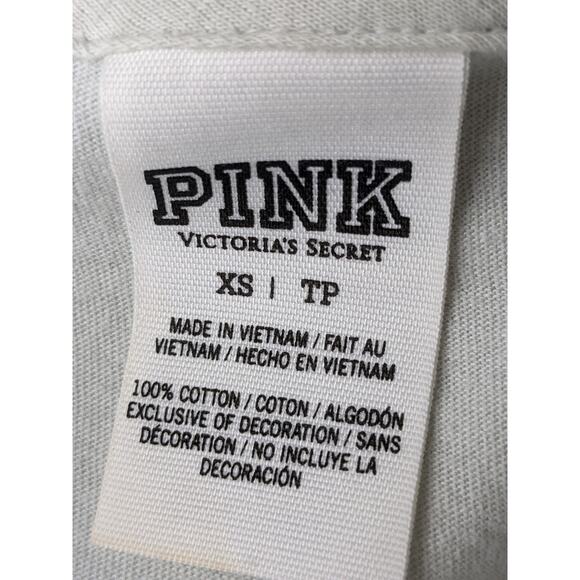 PINK
VICTORIA'S SECRET
XS | TP
MADE IN VIETNAM / FAIT AU
VIETNAM / HECHO EN VIETNAM
100% COTTON / COTON / ALGODÓN
EXCLUSIVE OF DECORATION / SANS
DÉCORATION / NO INCLUYE LA
DECORACIÓN